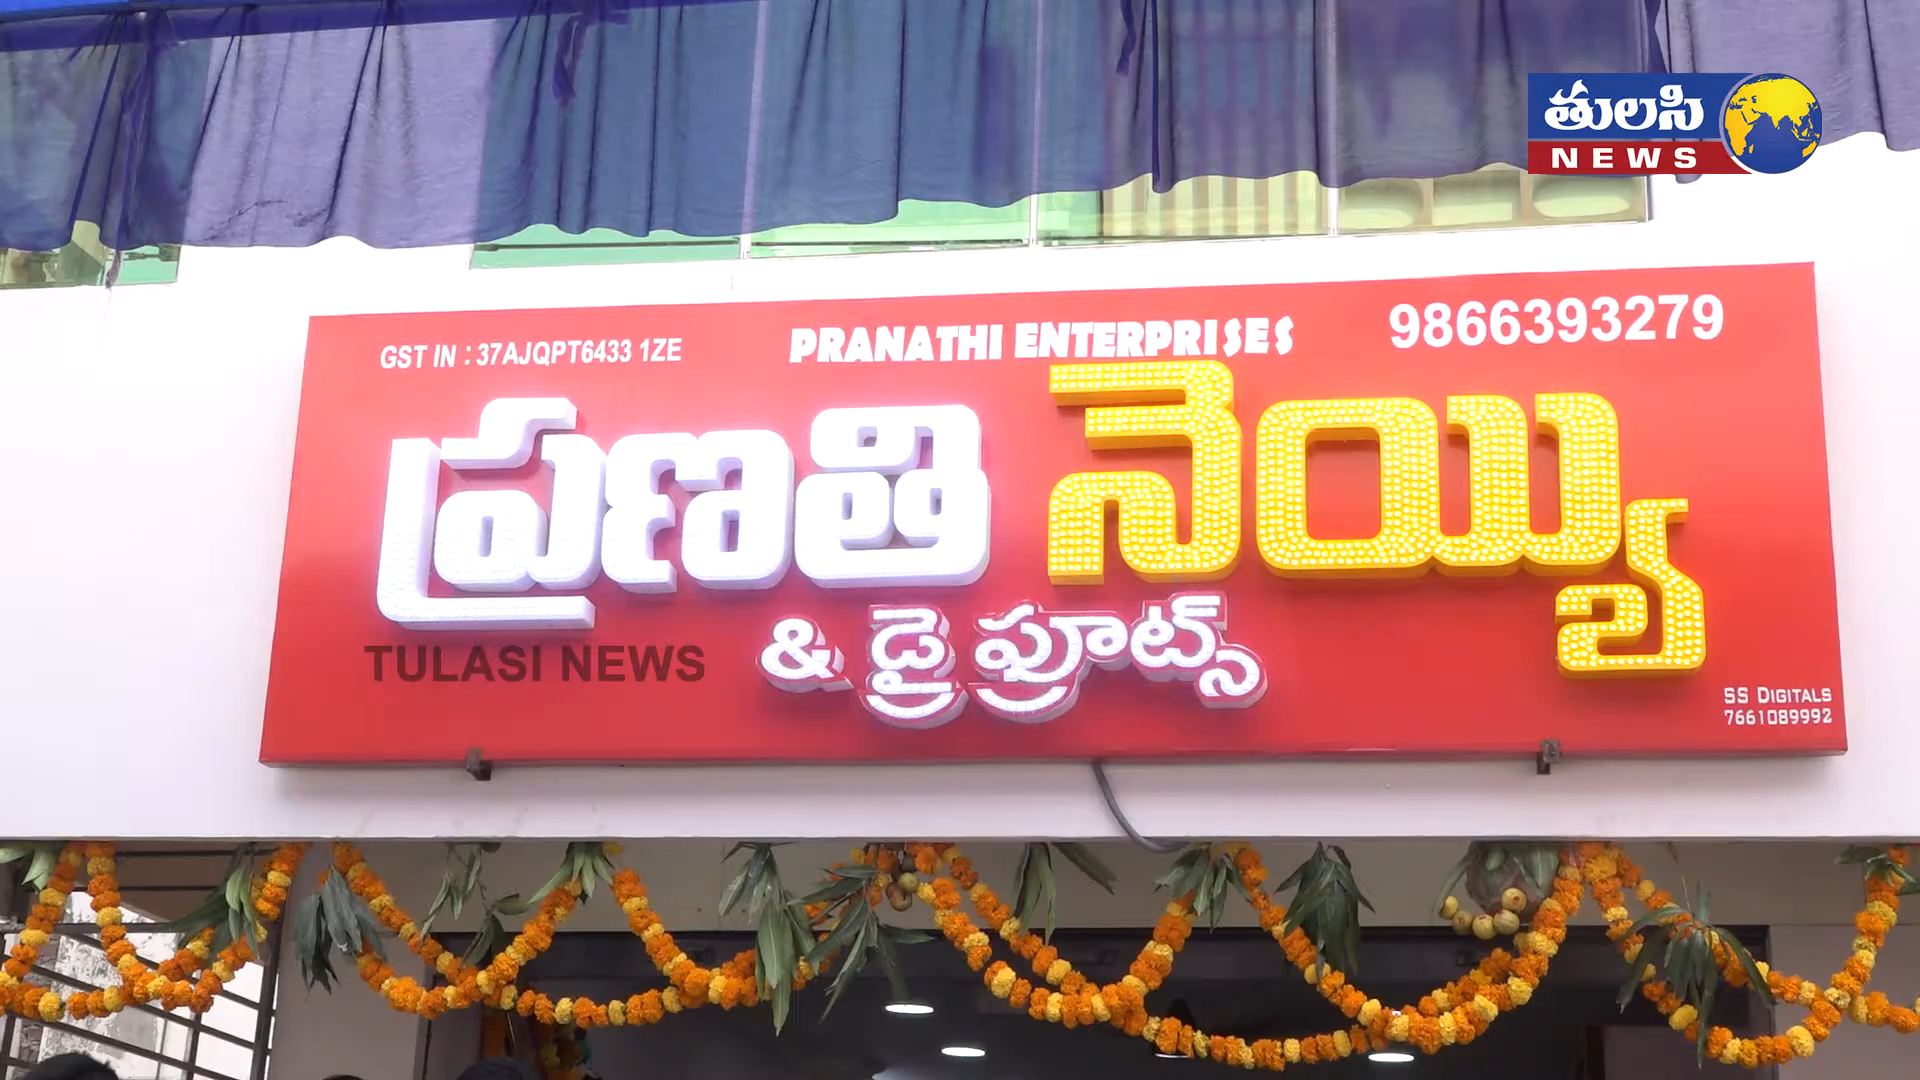 తులసి
NEWS
GST IN : 37AJQPT6433 1ZE
PRANATHI ENTERPRISES
9866393279
ప్రణతి నెయ్యి
& డ్రై ఫ్రూట్స్
TULASI NEWS
SS DIGITALS
7661089992